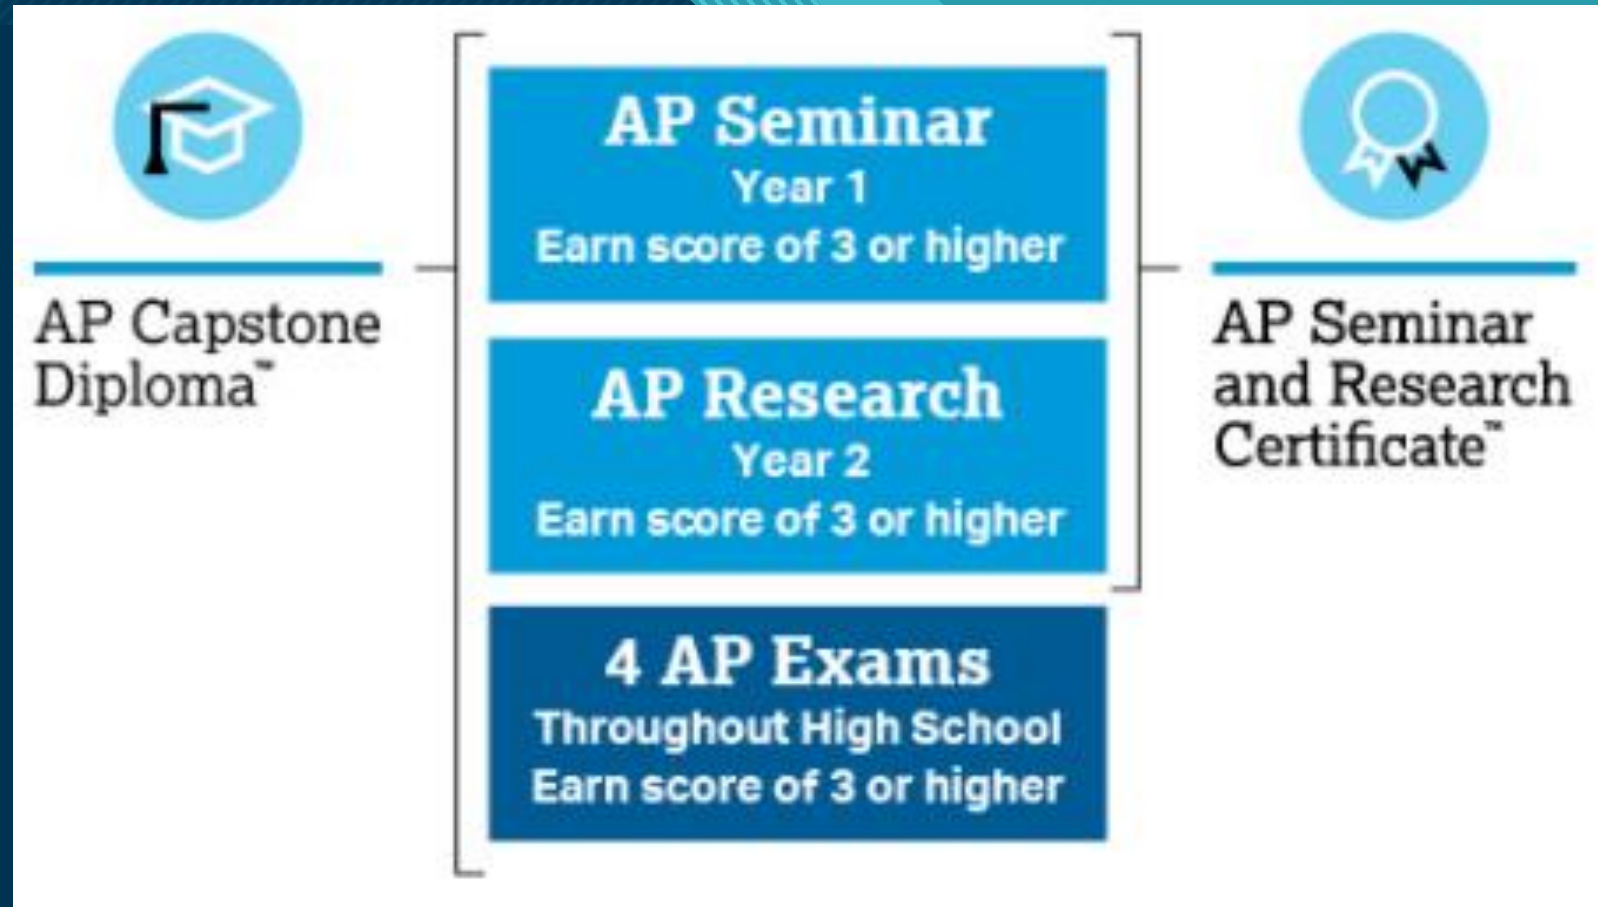 AP Capstone
Diploma™
AP Seminar
Year 1
Earn score of 3 or higher
AP Research
Year 2
Earn score of 3 or higher
4 AP Exams
Throughout High School
Earn score of 3 or higher
AP Seminar
and Research
Certificate™